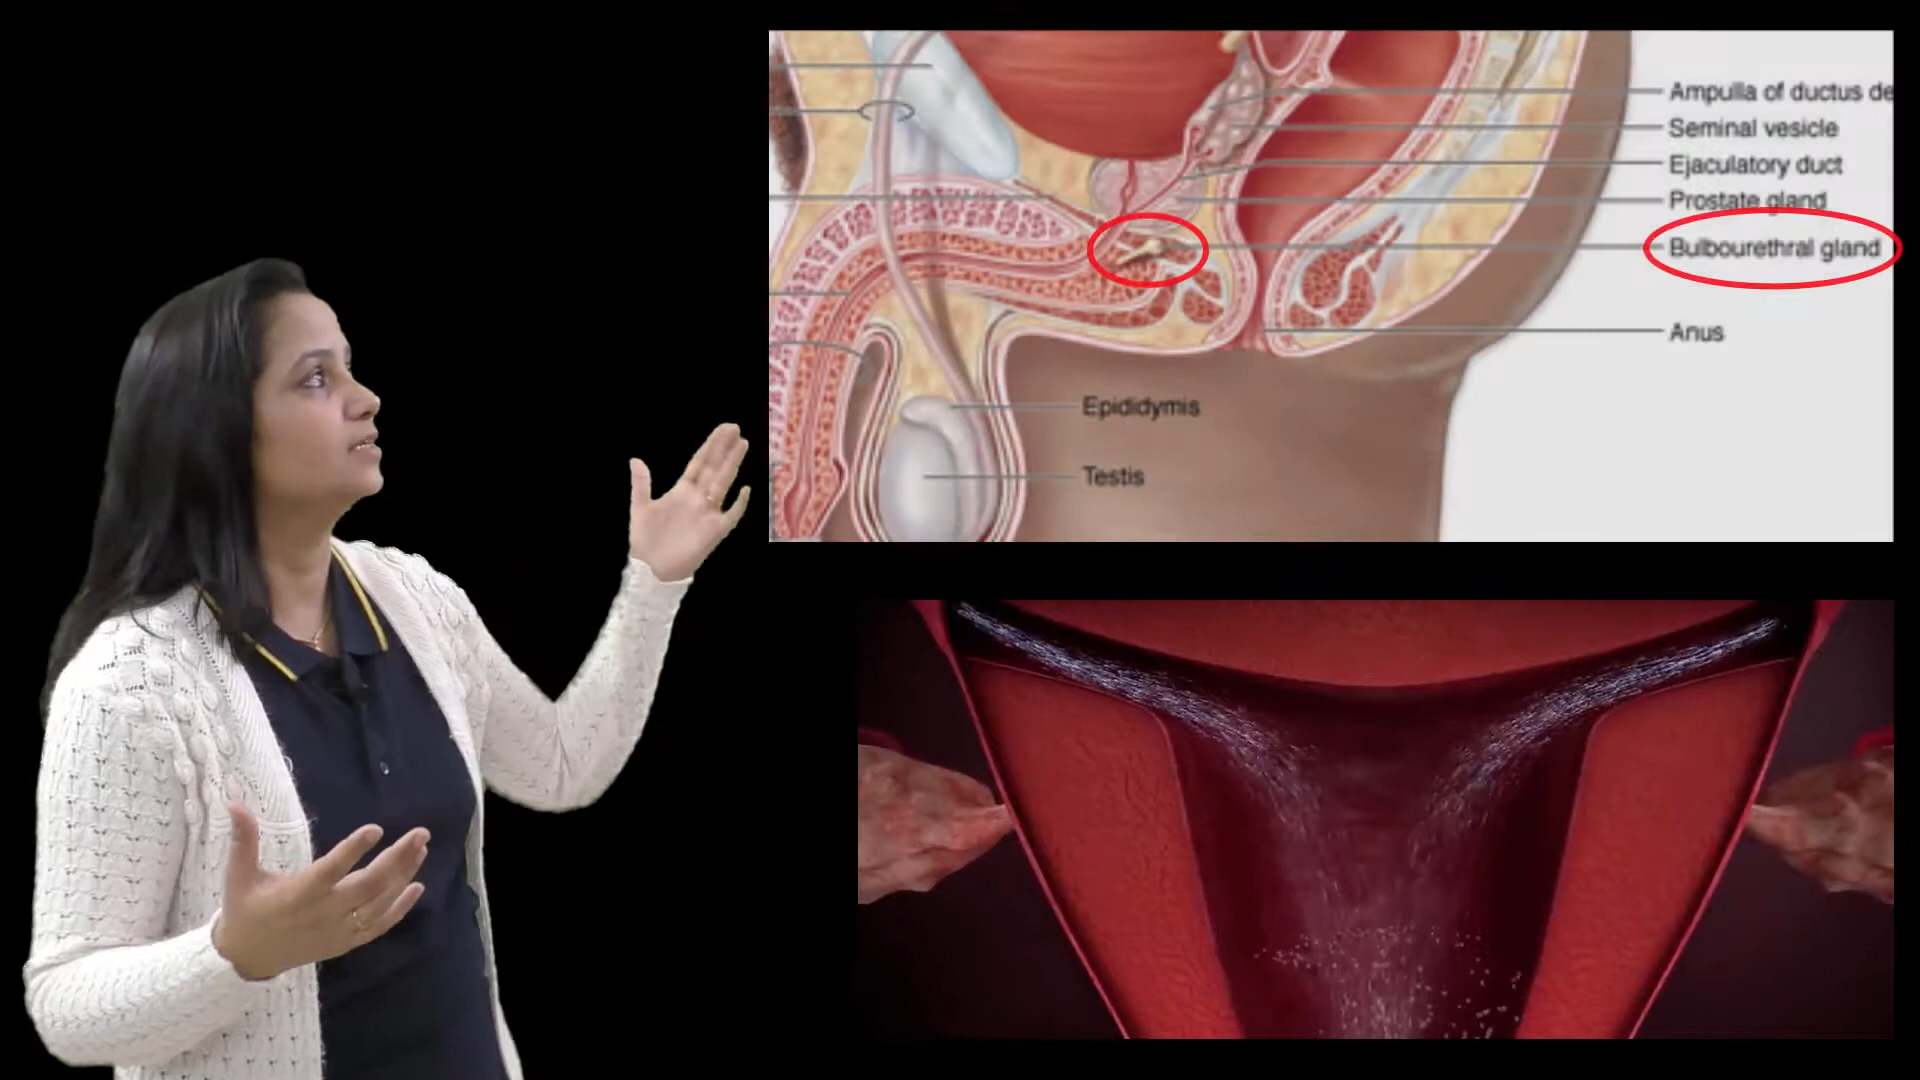 Ampulla of ductus de
Seminal vesicle
Ejaculatory duct
Prostate gland
Bulbourethral gland
Anus
Epididymis
Testis